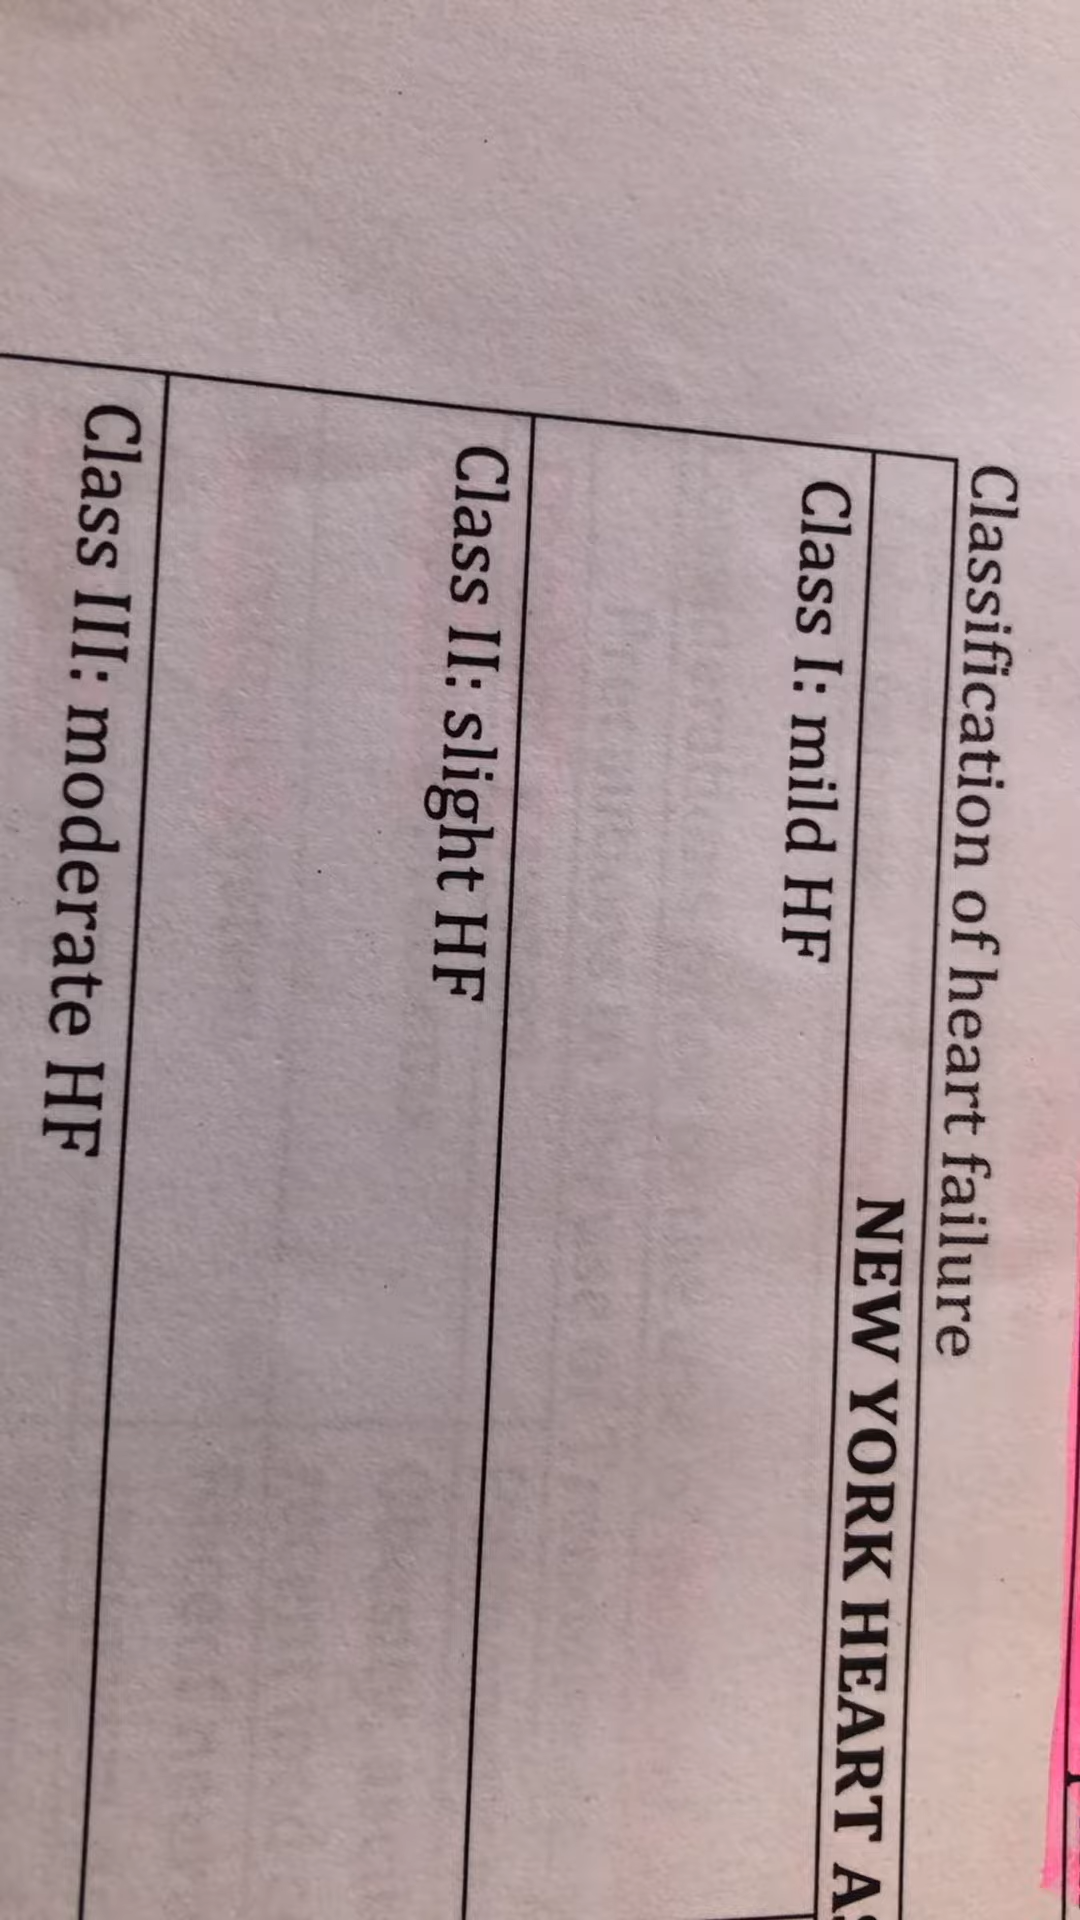 Classification of heart failure
NEW YORK HEART
Class I: mild HF
Class II: slight HF
Class III: moderate HF